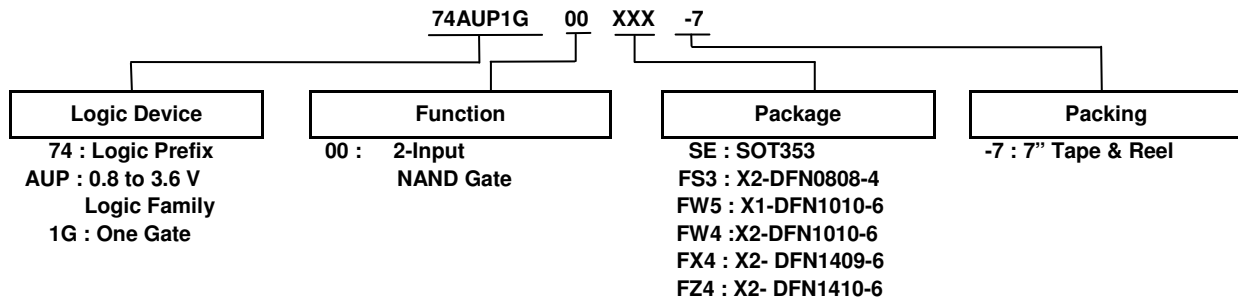 74AUP1G 00 XXX -7
Logic Device
74 : Logic Prefix
AUP : 0.8 to 3.6 V
Logic Family
1G : One Gate
Function
00 : 2-Input
NAND Gate
Package
SE : SOT353
FS3 : X2-DFN0808-4
FW5 : X1-DFN1010-6
FW4 :X2-DFN1010-6
FX4 : X2- DFN1409-6
FZ4 : X2- DFN1410-6
Packing
-7 : 7” Tape & Reel